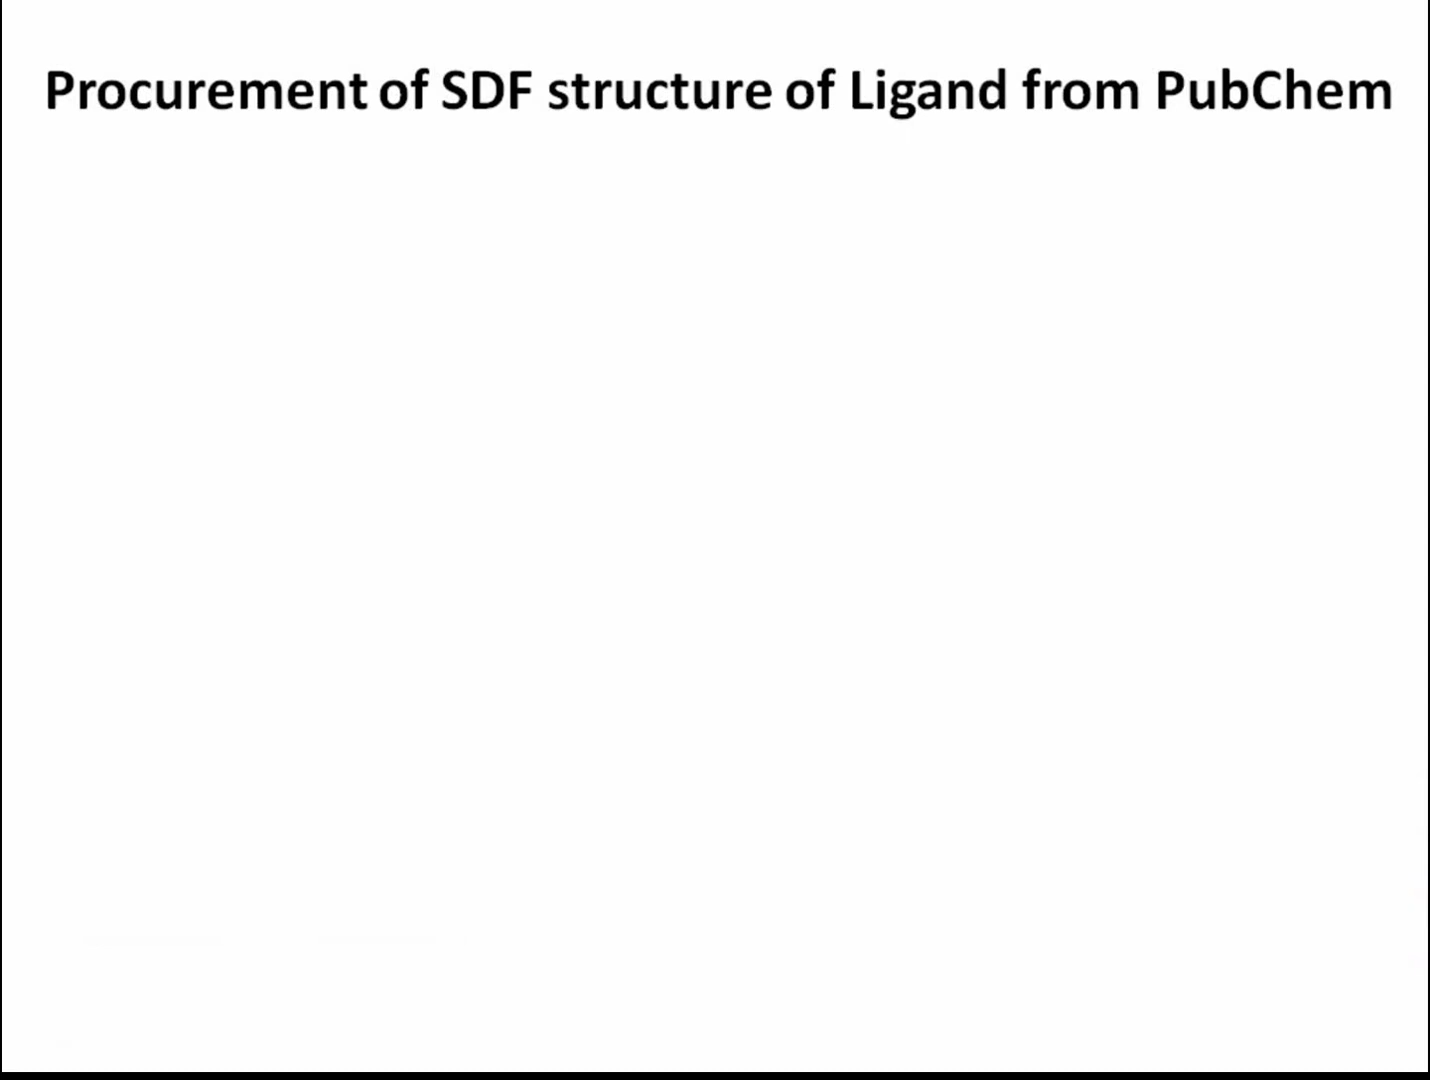 Procurement of SDF structure of Ligand from PubChem